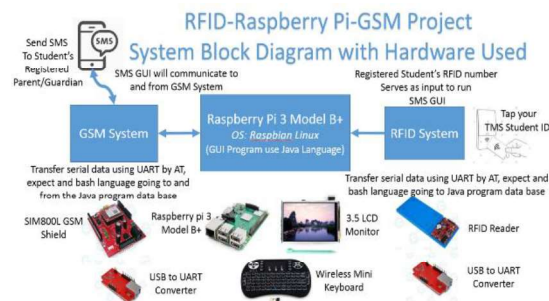 RFID-Raspberry Pi-GSM Project
System Block Diagram with Hardware Used
SMS
Send SMS
To Student's
Registered
Parent/Guardian
SMS GUI will communicate to
and from GSM System
Registered Student's RFID number
Serves as input to run
SMS GUI
GSM System
Raspberry Pi 3 Model B+
OS: Raspbian Linux
(GUI Program use Java Language)
RFID System
Tap your
TMS Student ID
Transfer serial data using UART by AT,
expect and bash language going to and
from the Java program data base
Transfer serial data using UART by AT, expect and
bash language going to Java program data base
SIM800L GSM
Shield
Raspberry pi 3
Model B+
3.5 LCD
Monitor
RFID Reader
USB to UART
Converter
Wireless Mini
Keyboard
USB to UART
Converter